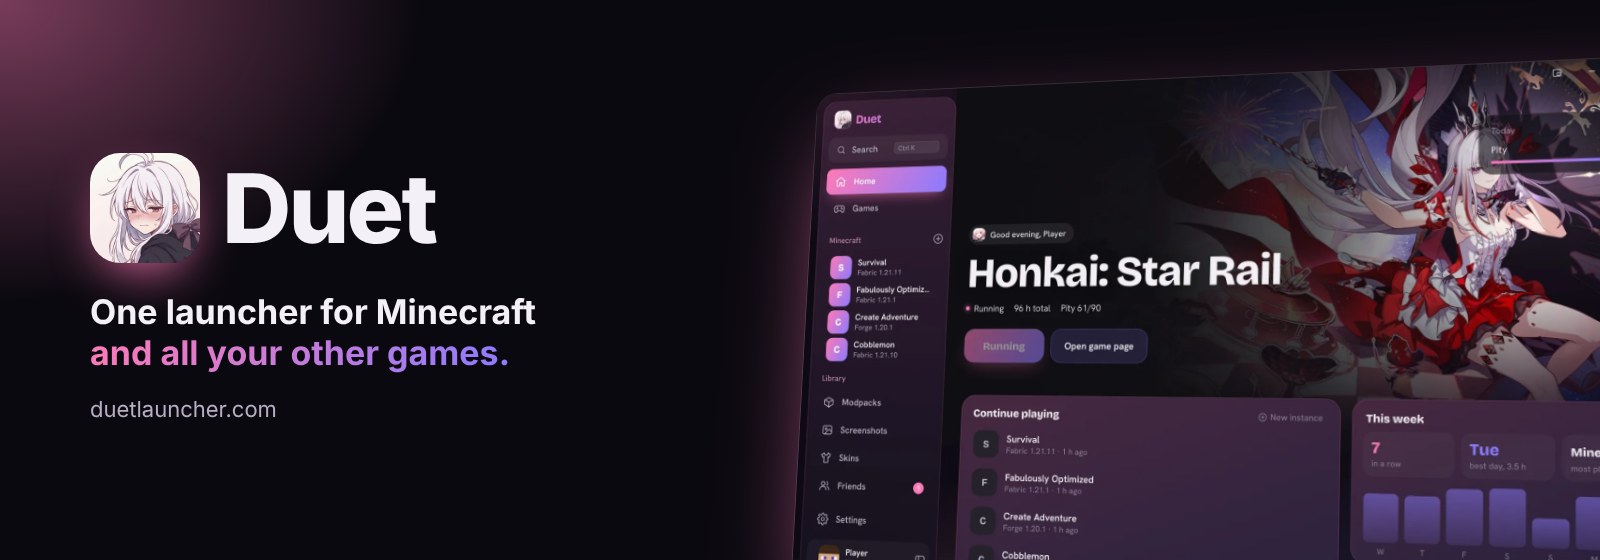 Duet
One launcher for Minecraft
and all your other games.
duetlauncher.com
Duet
Search
Ctrl K
Home
Games
Minecraft
S
Survival
Fabric 1.21.11
F
Fabulously Optimiz...
Fabric 1.21.1
C
Create Adventure
Forge 1.20.1
C
Cobblemon
Fabric 1.21.10
Library
Modpacks
Screenshots
Skins
Friends
Settings
Player
Good evening, Player
Honkai: Star Rail
Running 96 h total Pity 61/90
Running
Open game page
Today
Pity
Continue playing
New instance
S
Survival
Fabric 1.21.11 · 1 h ago
F
Fabulously Optimized
Fabric 1.21.1 · 1 h ago
C
Create Adventure
Forge 1.20.1 · 1 h ago
C
Cobblemon
This week
7
in a row
Tue
best day, 3.5 h
Mine
most pl
W T F S S M